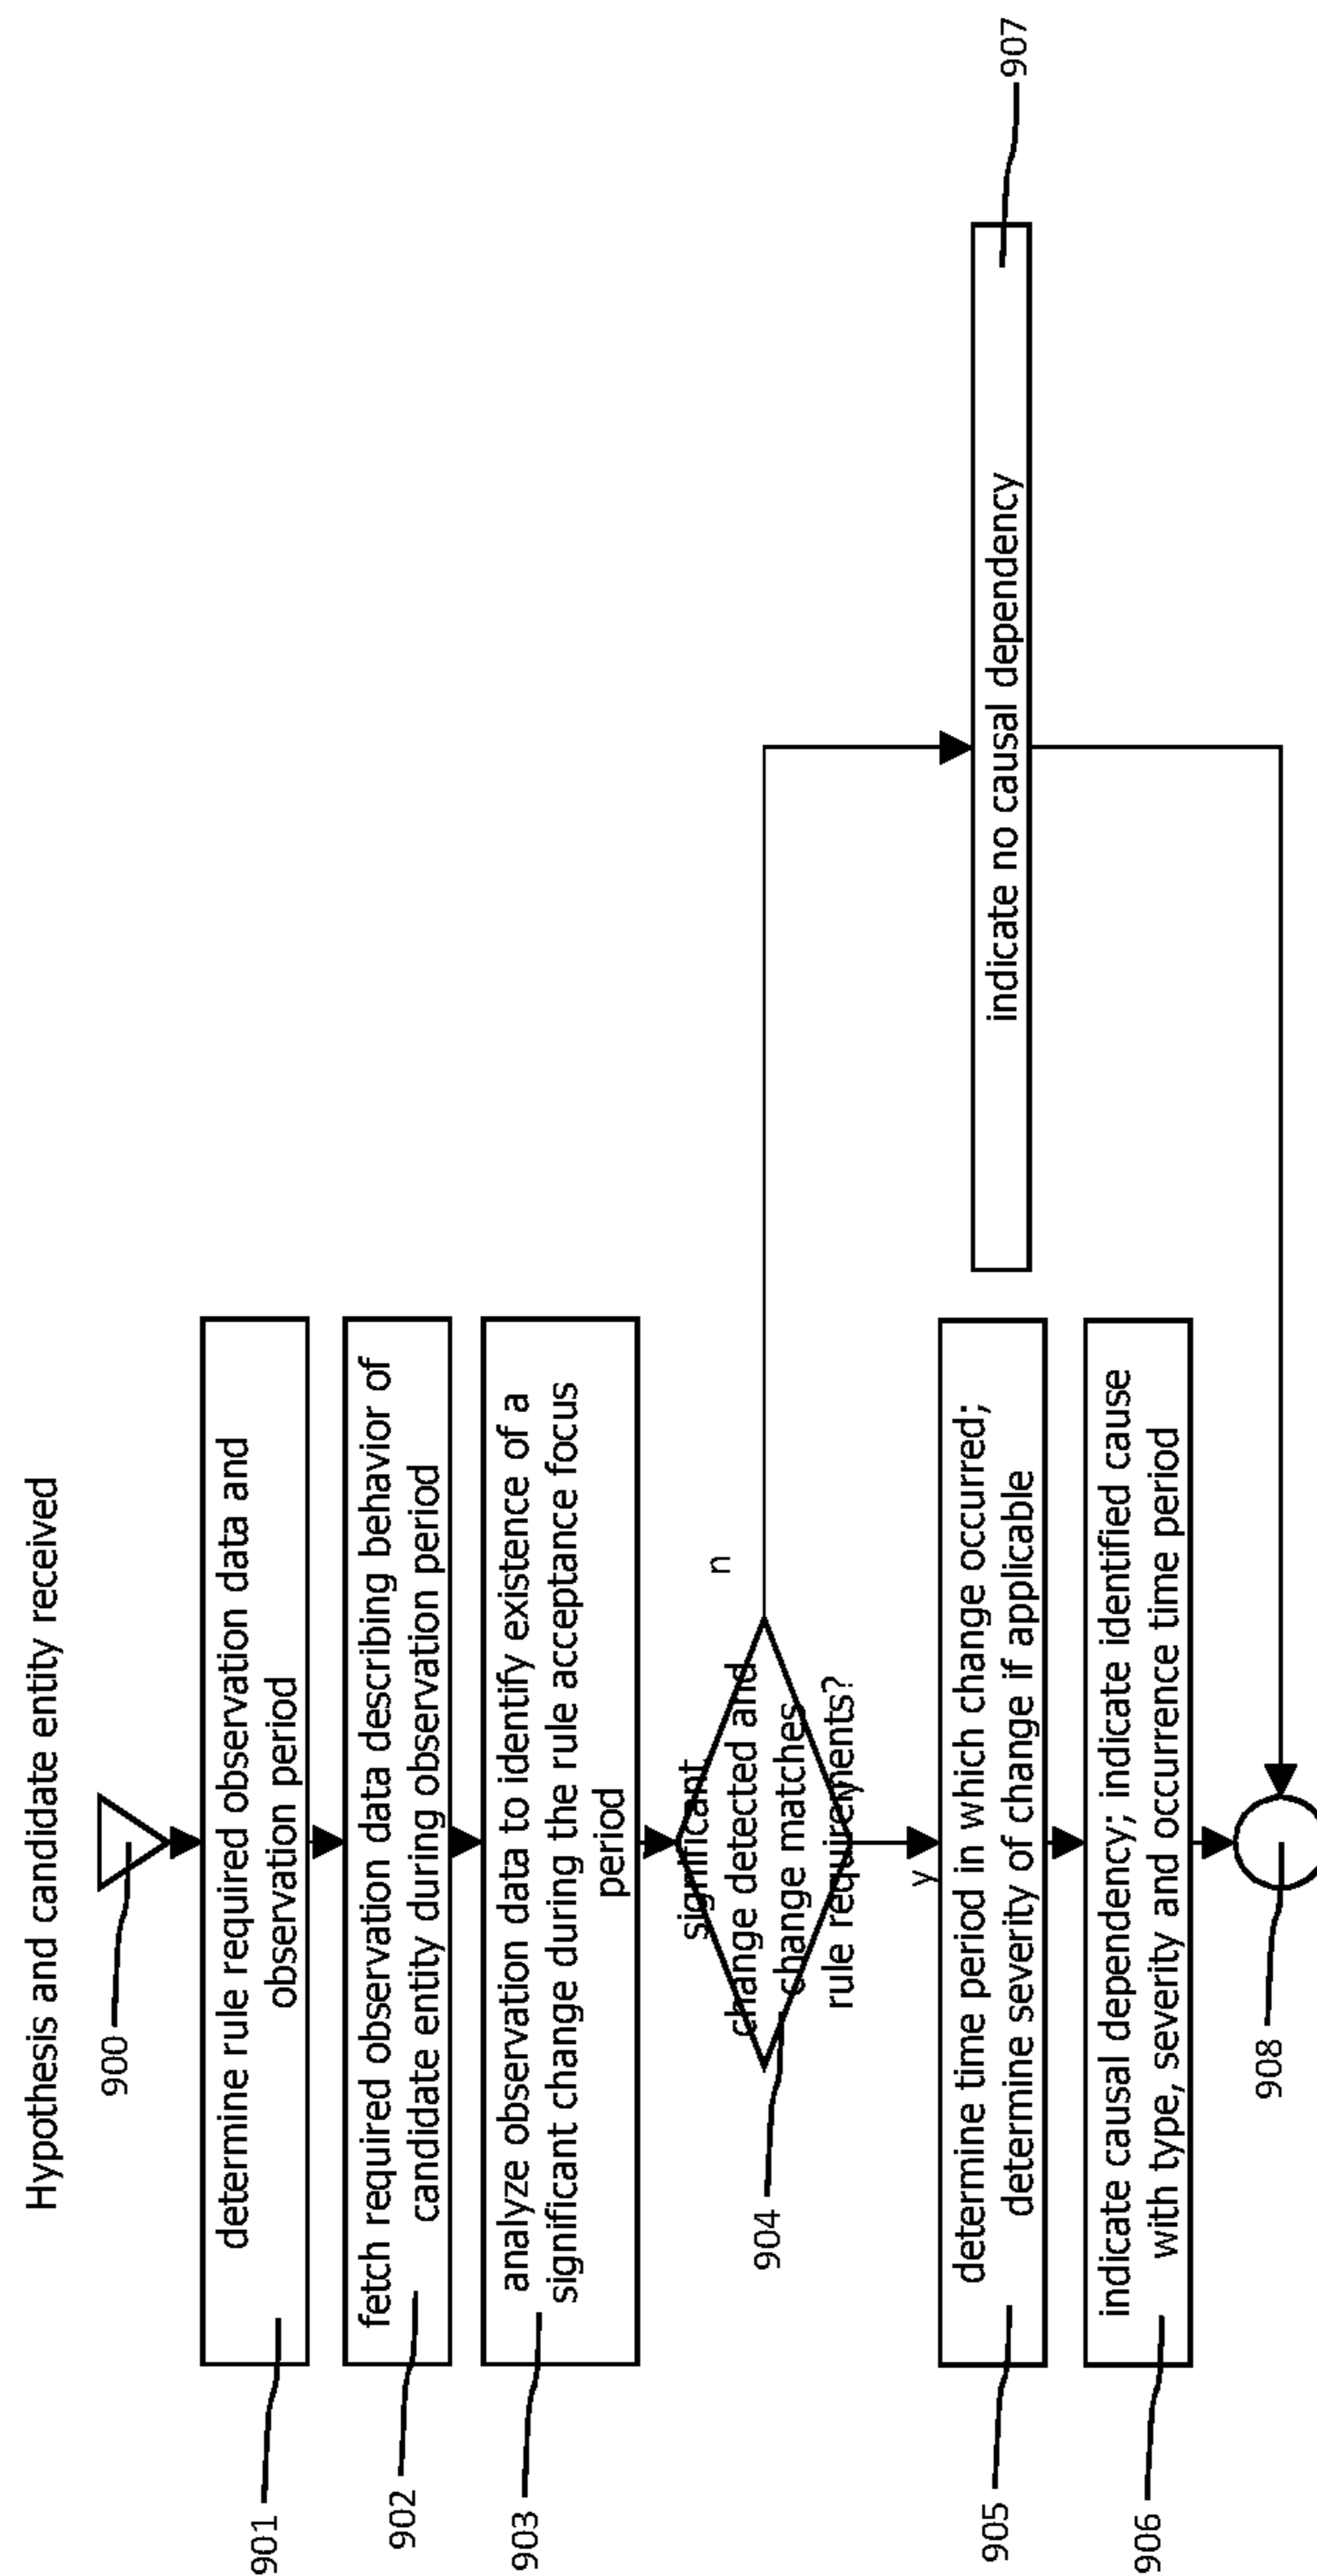 Hypothesis and candidate entity received
900
determine rule required observation data and
observation period
901
fetch required observation data describing behavior of
candidate entity during observation period
902
analyze observation data to identify existence of a
significant change during the rule acceptance focus
period
903
significant
change detected and
change matches
rule requirements?
904
n
y
determine time period in which change occurred;
determine severity of change if applicable
905
indicate no causal dependency
907
indicate causal dependency; indicate identified cause
with type, severity and occurrence time period
906
908